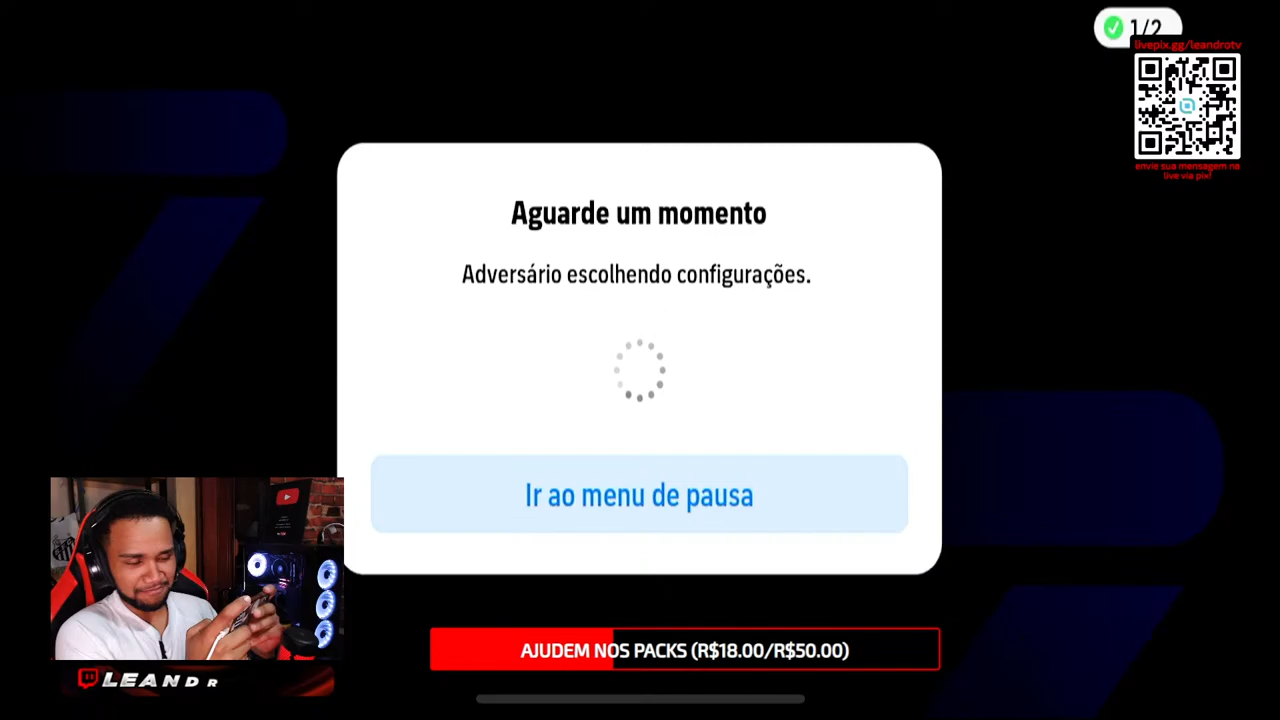 1/2
livepix.gg/leandrotv
envie sua mensagem na
live via pix!
Aguarde um momento
Adversário escolhendo configurações.
Ir ao menu de pausa
AJUDEM NOS PACKS (R$18.00/R$50.00)
LEANDR